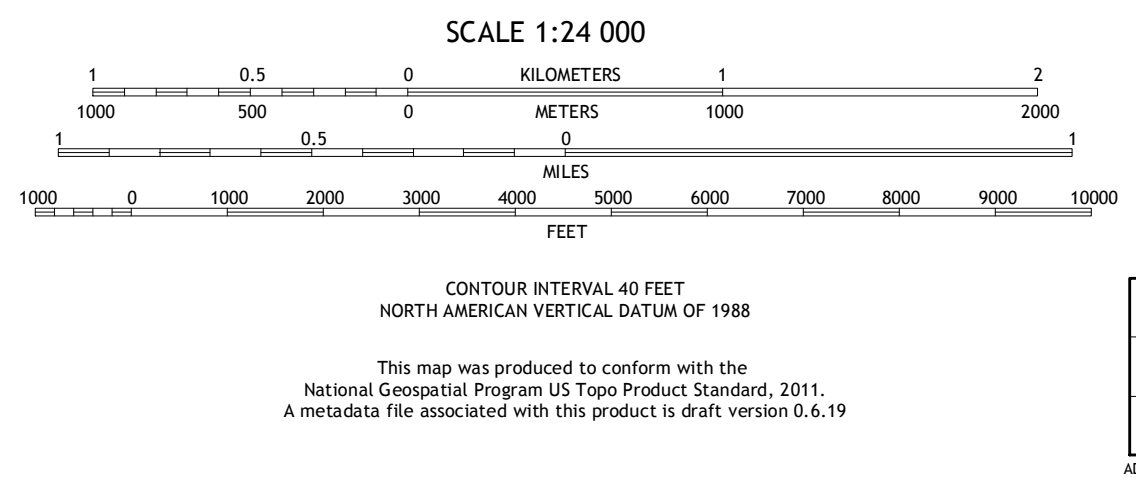 SCALE 1:24 000
1 0.5 0 KILOMETERS 1 2
1000 500 0 METERS 1000 2000
1 0.5 0 1
MILES
1000 0 1000 2000 3000 4000 5000 6000 7000 8000 9000 10000
FEET
CONTOUR INTERVAL 40 FEET
NORTH AMERICAN VERTICAL DATUM OF 1988
This map was produced to conform with the
National Geospatial Program US Topo Product Standard, 2011.
A metadata file associated with this product is draft version 0.6.19